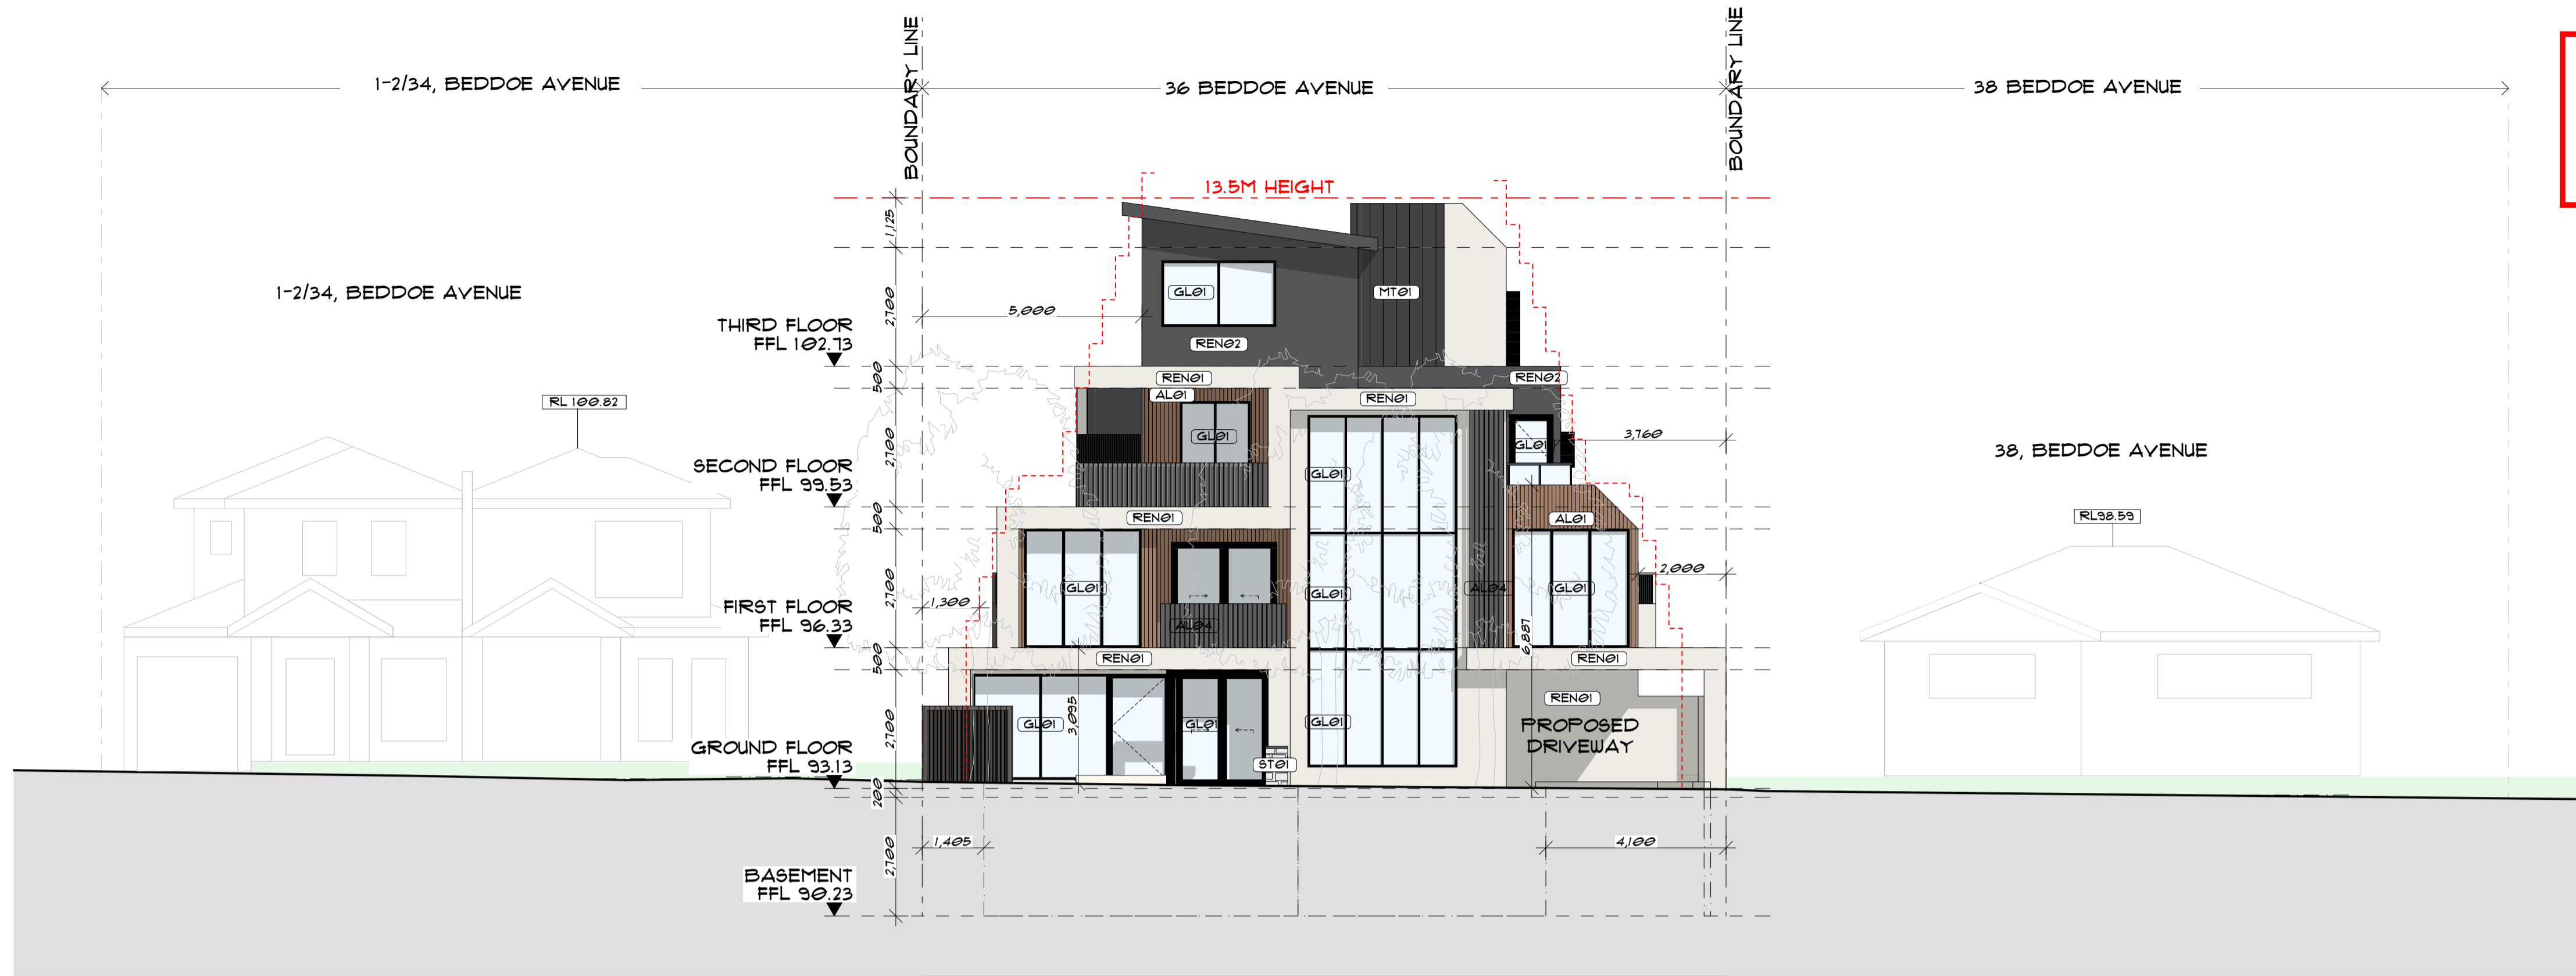 BOUNDARY LINE
BOUNDARY LINE
1-2/34, BEDDOE AVENUE
36 BEDDOE AVENUE
38 BEDDOE AVENUE
13.5M HEIGHT
1,125
1-2/34, BEDDOE AVENUE
GL01
MT01
2,700
5,000
THIRD FLOOR
FFL 102.73
REN02
500
REN01
REN02
AL01
REN01
RL 100.82
GL01
GL01
3,760
2,700
38, BEDDOE AVENUE
SECOND FLOOR
FFL 99.53
GL01
500
REN01
AL01
RL98.59
2,700
GL01
GL01
AL04
GL01
2,000
FIRST FLOOR
FFL 96.33
1,300
AL04
6,887
500
REN01
REN01
REN01
2,700
GL01
3,095
GL01
GL01
PROPOSED
DRIVEWAY
GROUND FLOOR
FFL 93.13
ST01
200
1,405
4,100
2,700
BASEMENT
FFL 90.23